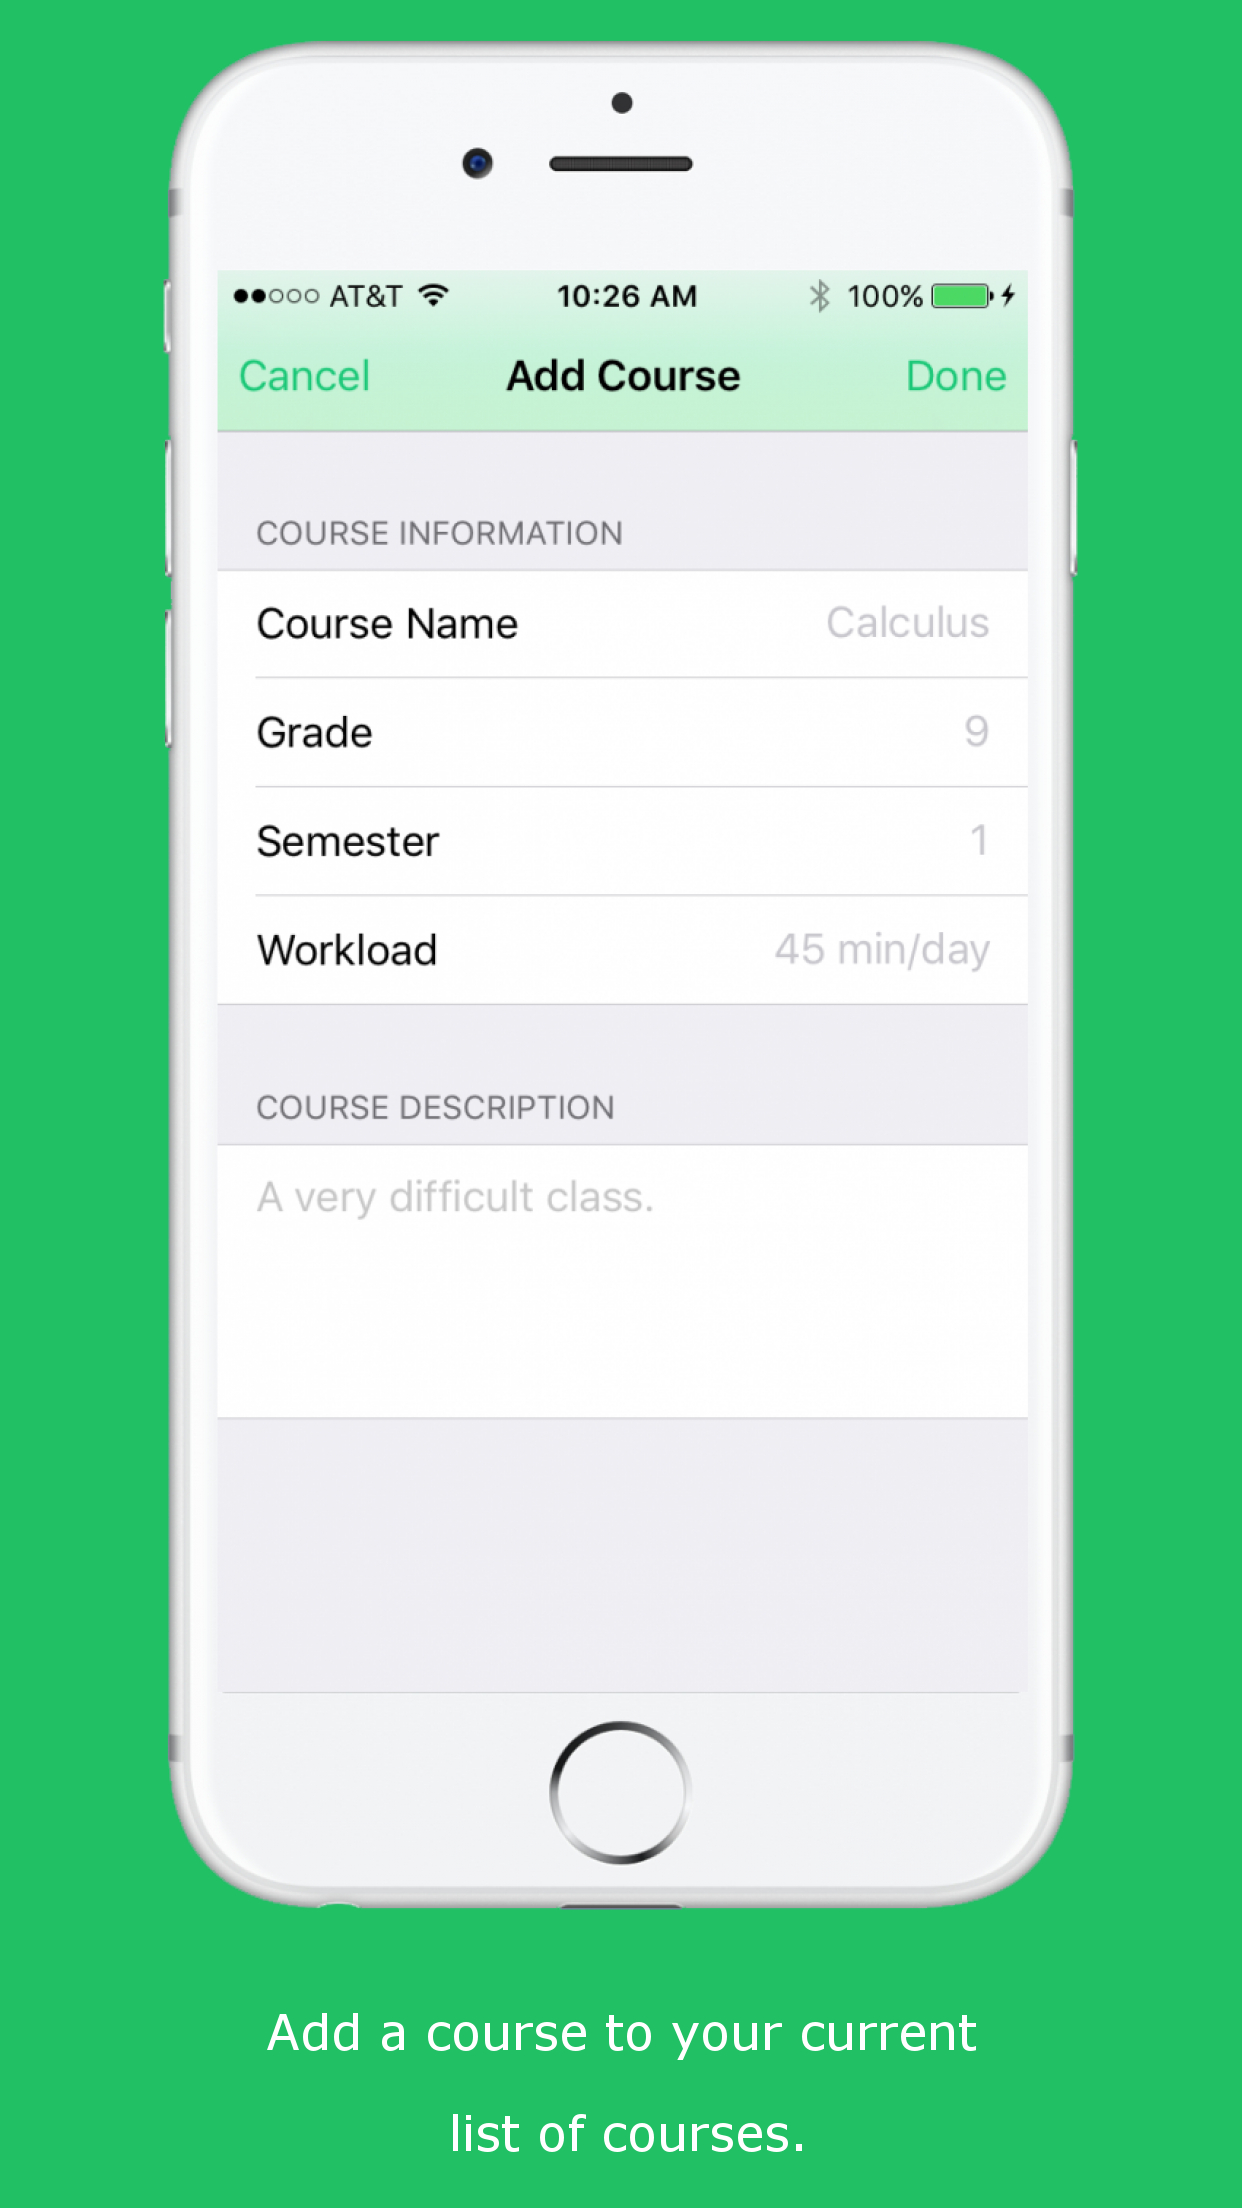 AT&T 10:26 AM 100%
Cancel Add Course Done
COURSE INFORMATION
Course Name Calculus
Grade 9
Semester 1
Workload 45 min/day
COURSE DESCRIPTION
A very difficult class.
Add a course to your current
list of courses.